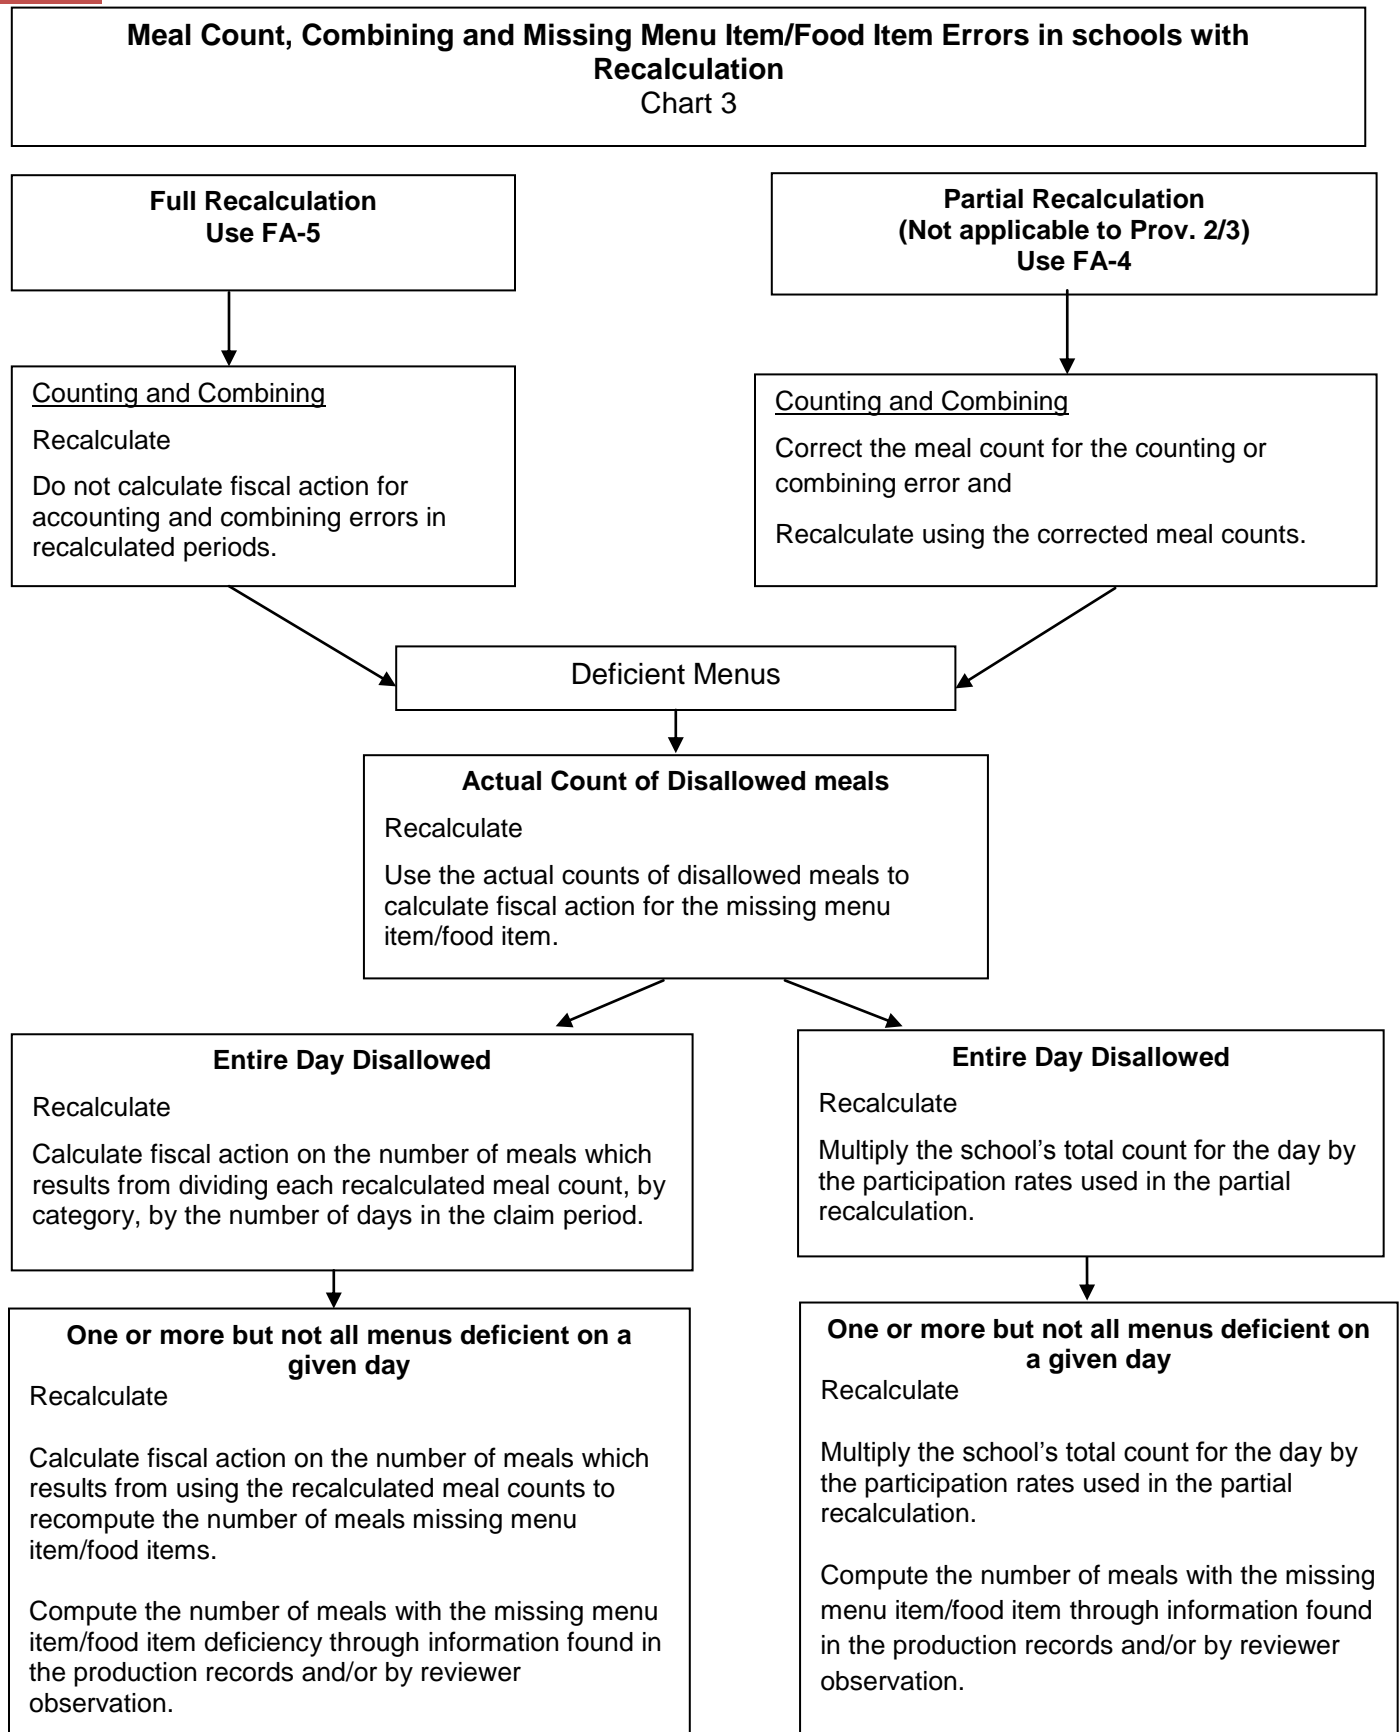 Meal Count, Combining and Missing Menu Item/Food Item Errors in schools with
Recalculation
Chart 3
Full Recalculation
Use FA-5
Partial Recalculation
(Not applicable to Prov. 2/3)
Use FA-4
Counting and Combining
Recalculate
Do not calculate fiscal action for
accounting and combining errors in
recalculated periods.
Counting and Combining
Correct the meal count for the counting or
combining error and
Recalculate using the corrected meal counts.
Deficient Menus
Actual Count of Disallowed meals
Recalculate
Use the actual counts of disallowed meals to
calculate fiscal action for the missing menu
item/food item.
Entire Day Disallowed
Recalculate
Calculate fiscal action on the number of meals which
results from dividing each recalculated meal count, by
category, by the number of days in the claim period.
Entire Day Disallowed
Recalculate
Multiply the school’s total count for the day by
the participation rates used in the partial
recalculation.
One or more but not all menus deficient on a
given day
Recalculate
Calculate fiscal action on the number of meals which
results from using the recalculated meal counts to
recompute the number of meals missing menu
item/food items.
Compute the number of meals with the missing menu
item/food item deficiency through information found in
the production records and/or by reviewer
observation.
One or more but not all menus deficient on
a given day
Recalculate
Multiply the school’s total count for the day by
the participation rates used in the partial
recalculation.
Compute the number of meals with the missing
menu item/food item through information found
in the production records and/or by reviewer
observation.